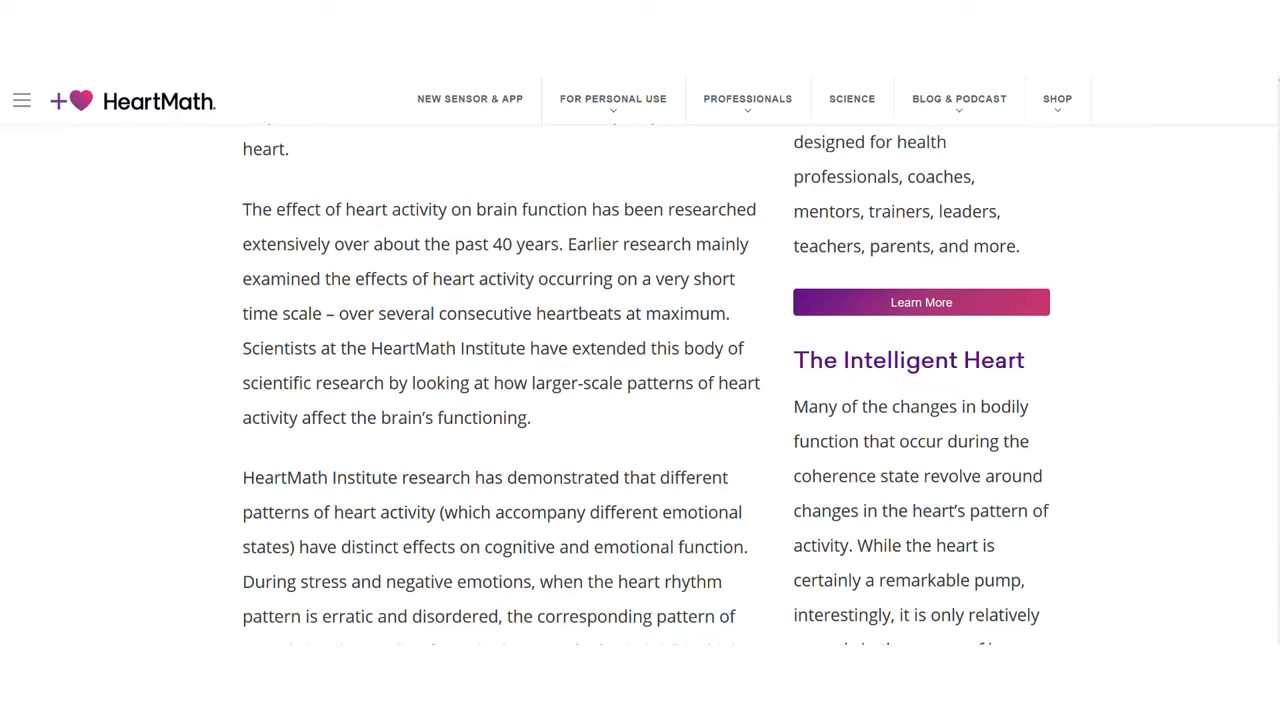 HeartMath.
NEW SENSOR & APP
FOR PERSONAL USE
PROFESSIONALS
SCIENCE
BLOG & PODCAST
SHOP
heart.
The effect of heart activity on brain function has been researched
extensively over about the past 40 years. Earlier research mainly
examined the effects of heart activity occurring on a very short
time scale – over several consecutive heartbeats at maximum.
Scientists at the HeartMath Institute have extended this body of
scientific research by looking at how larger-scale patterns of heart
activity affect the brain’s functioning.
HeartMath Institute research has demonstrated that different
patterns of heart activity (which accompany different emotional
states) have distinct effects on cognitive and emotional function.
During stress and negative emotions, when the heart rhythm
pattern is erratic and disordered, the corresponding pattern of
designed for health
professionals, coaches,
mentors, trainers, leaders,
teachers, parents, and more.
Learn More
The Intelligent Heart
Many of the changes in bodily
function that occur during the
coherence state revolve around
changes in the heart’s pattern of
activity. While the heart is
certainly a remarkable pump,
interestingly, it is only relatively